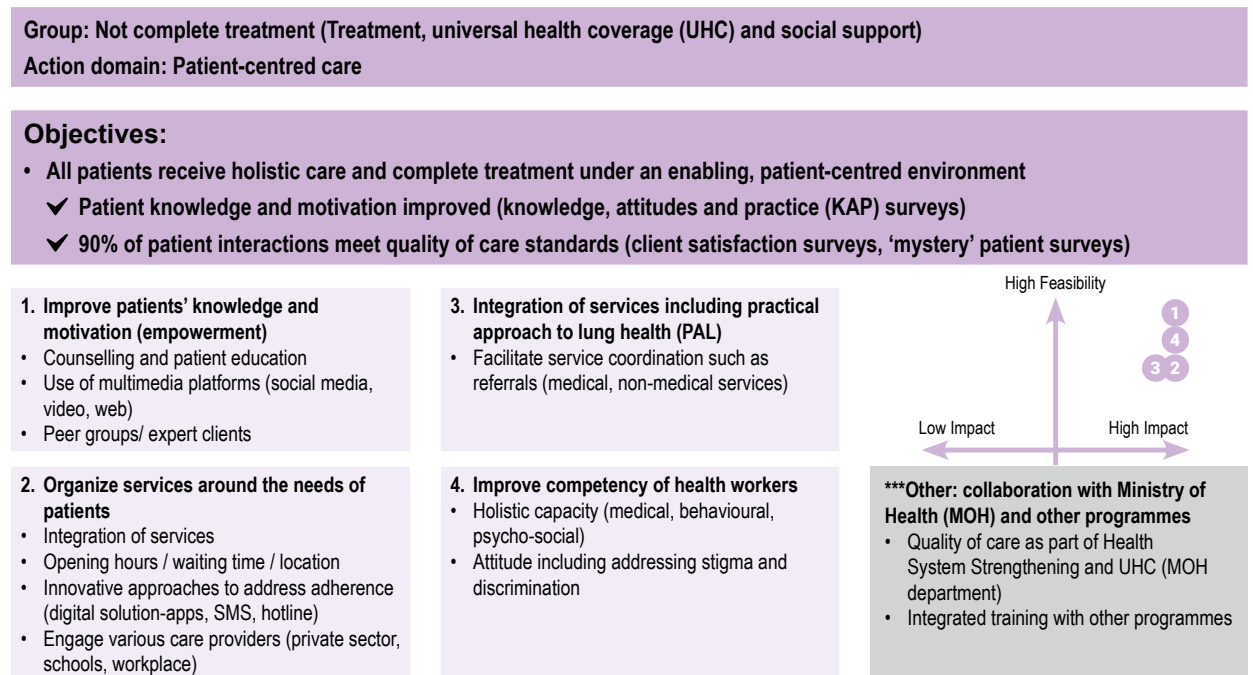 Group: Not complete treatment (Treatment, universal health coverage (UHC) and social support)
Action domain: Patient-centred care
Objectives:
• All patients receive holistic care and complete treatment under an enabling, patient-centred environment
✓ Patient knowledge and motivation improved (knowledge, attitudes and practice (KAP) surveys)
✓ 90% of patient interactions meet quality of care standards (client satisfaction surveys, ‘mystery’ patient surveys)
1. Improve patients’ knowledge and
motivation (empowerment)
• Counselling and patient education
• Use of multimedia platforms (social media,
video, web)
• Peer groups/ expert clients
2. Organize services around the needs of
patients
• Integration of services
• Opening hours / waiting time / location
• Innovative approaches to address adherence
(digital solution-apps, SMS, hotline)
• Engage various care providers (private sector,
schools, workplace)
3. Integration of services including practical
approach to lung health (PAL)
• Facilitate service coordination such as
referrals (medical, non-medical services)
4. Improve competency of health workers
• Holistic capacity (medical, behavioural,
psycho-social)
• Attitude including addressing stigma and
discrimination
High Feasibility
1
4
3 2
Low Impact High Impact
***Other: collaboration with Ministry of
Health (MOH) and other programmes
• Quality of care as part of Health
System Strengthening and UHC (MOH
department)
• Integrated training with other programmes